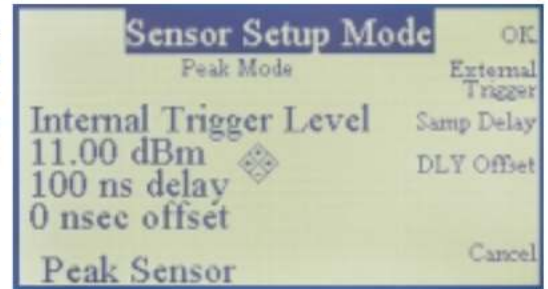 Sensor Setup Mode
OK
Peak Mode
External
Trigger
Internal Trigger Level
Samp Delay
11.00 dBm
DLY Offset
100 ns delay
0 nsec offset
Cancel
Peak Sensor